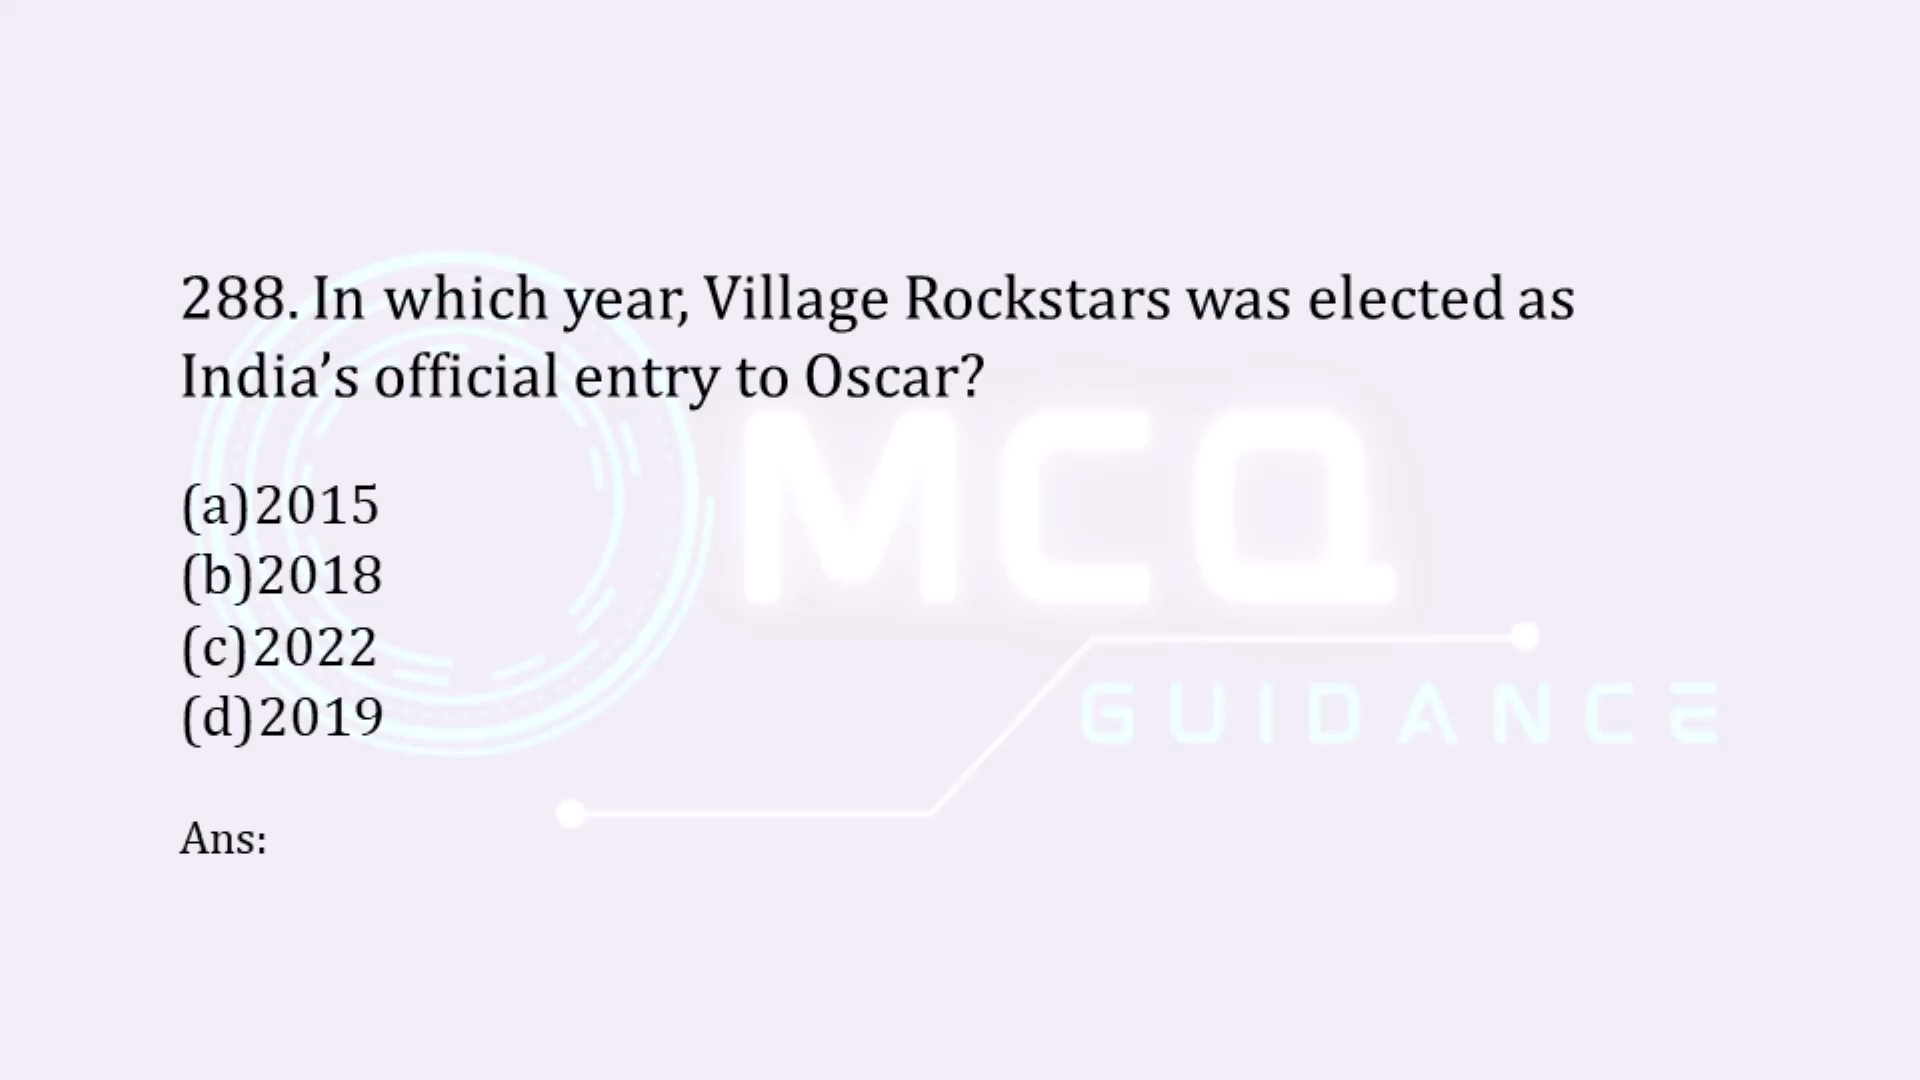 288. In which year, Village Rockstars was elected as
India’s official entry to Oscar?
(a)2015
(b)2018
(c)2022
(d)2019
Ans:
MCQ
GUIDANCE